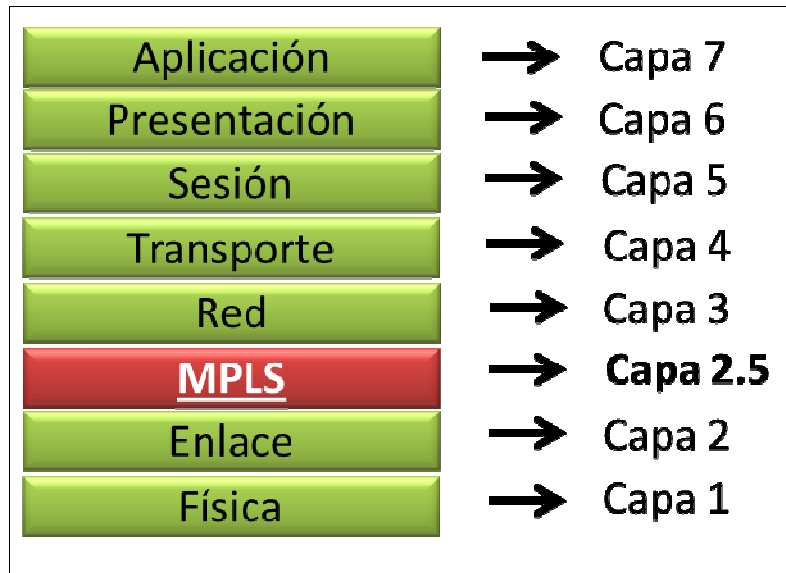 Aplicación → Capa 7
Presentación → Capa 6
Sesión → Capa 5
Transporte → Capa 4
Red → Capa 3
MPLS → Capa 2.5
Enlace → Capa 2
Física → Capa 1